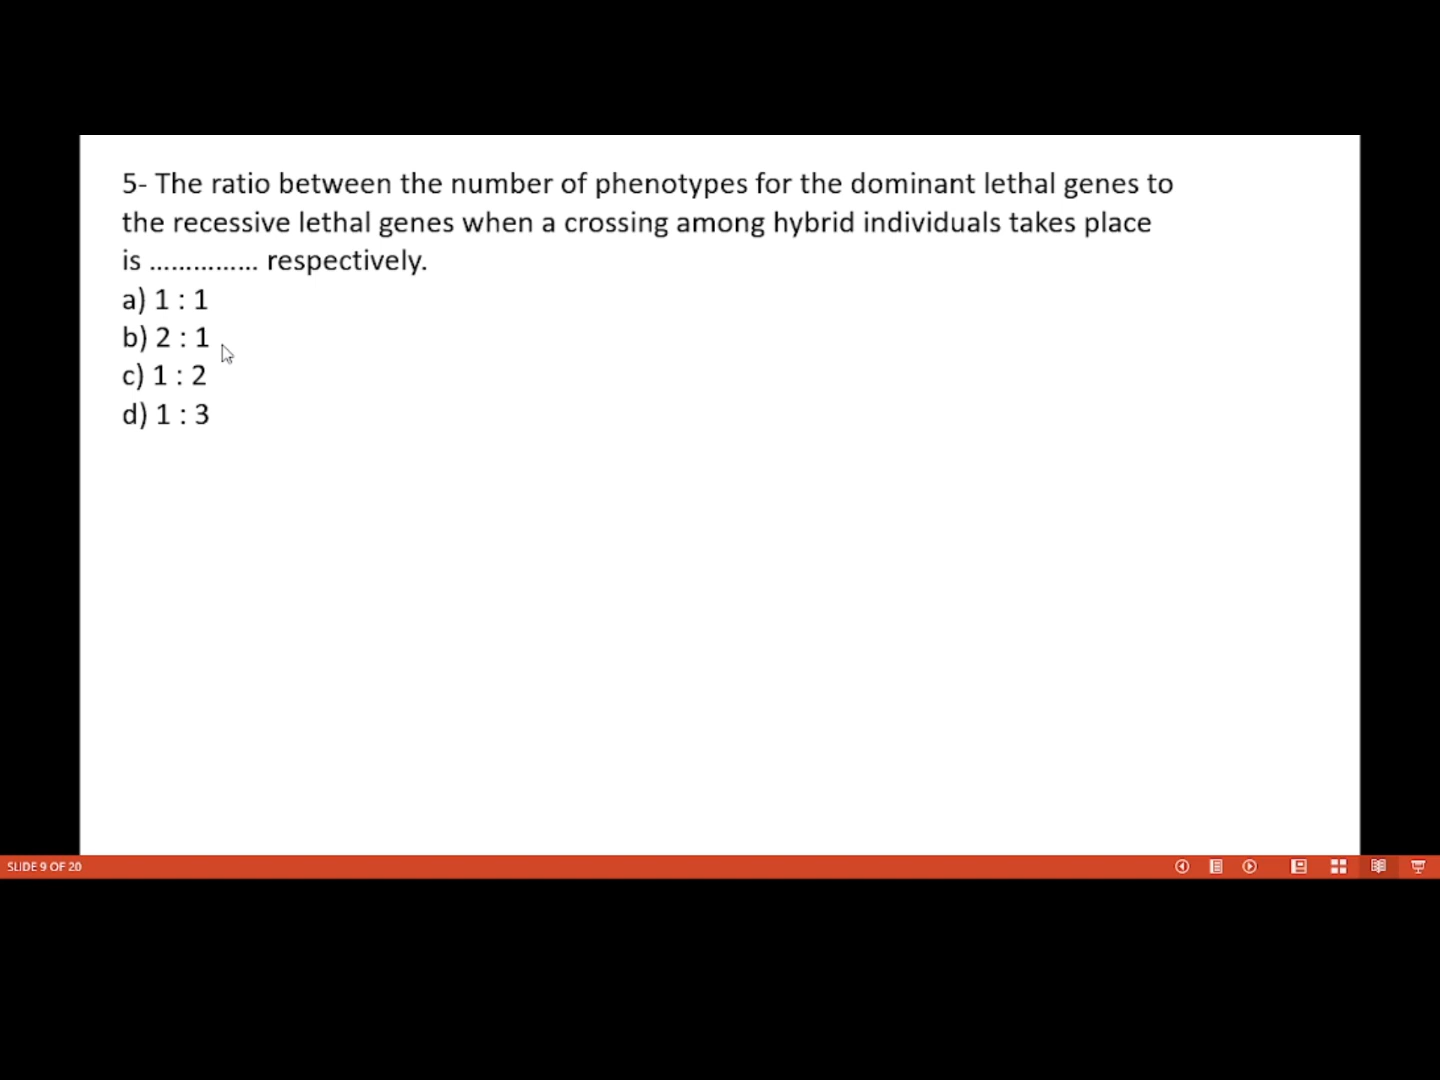 5- The ratio between the number of phenotypes for the dominant lethal genes to
the recessive lethal genes when a crossing among hybrid individuals takes place
is ............... respectively.
a) 1 : 1
b) 2 : 1
c) 1 : 2
d) 1 : 3
SLIDE 9 OF 20